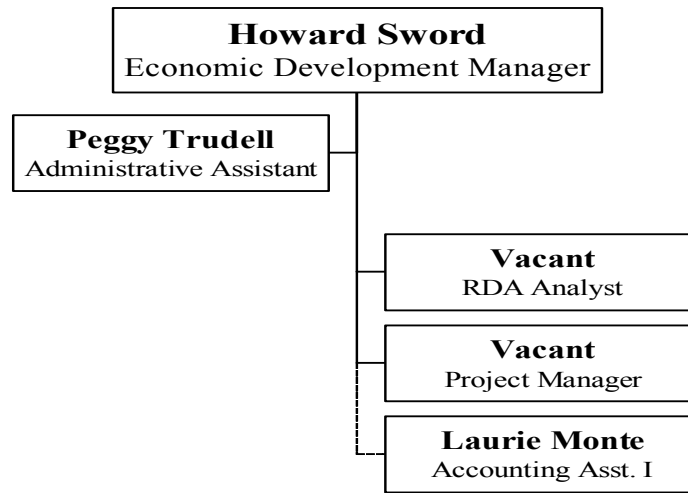 Howard Sword
Economic Development Manager
Peggy Trudell
Administrative Assistant
Vacant
RDA Analyst
Vacant
Project Manager
Laurie Monte
Accounting Asst. I